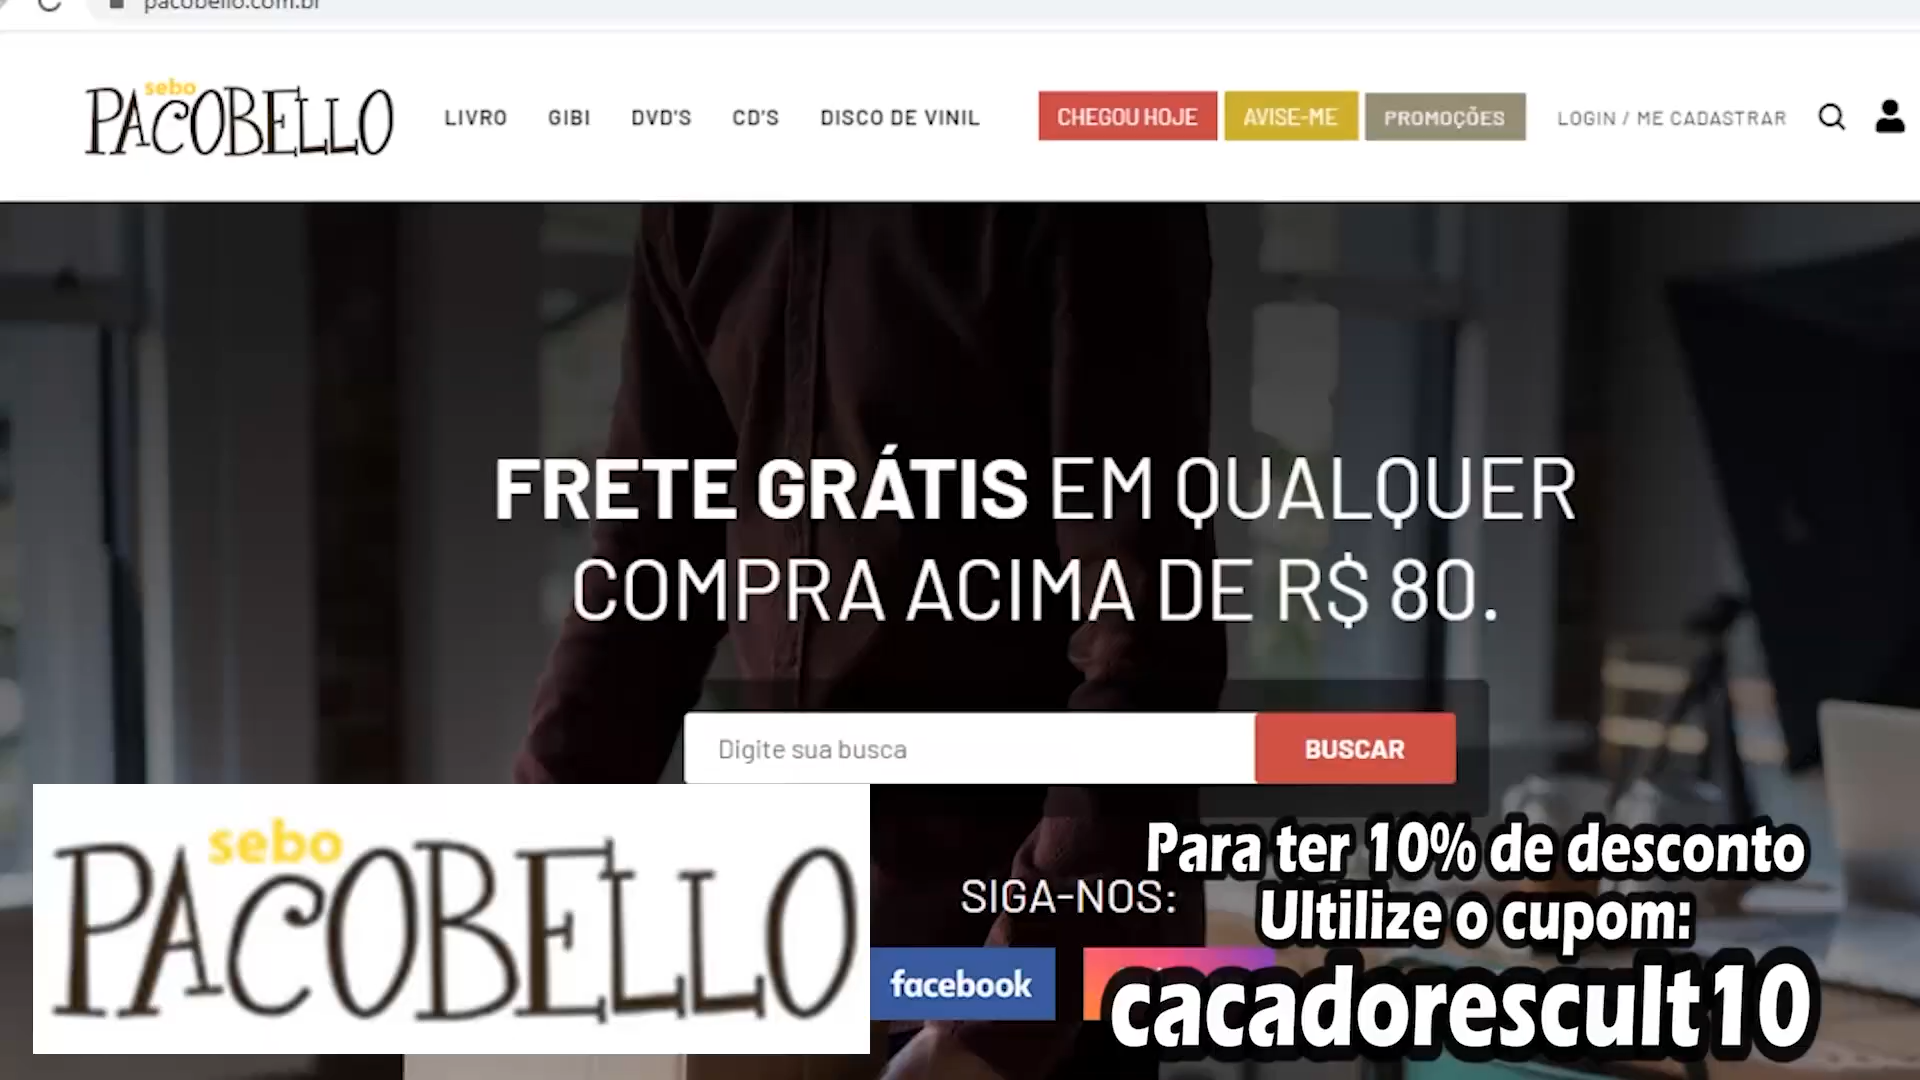 pacobello.com.br
sebo
PACOBELLO
LIVRO
GIBI
DVD'S
CD'S
DISCO DE VINIL
CHEGOU HOJE
AVISE-ME
PROMOÇÕES
LOGIN / ME CADASTRAR
FRETE GRÁTIS EM QUALQUER
COMPRA ACIMA DE R$ 80.
Digite sua busca
BUSCAR
sebo
PACOBELLO
SIGA-NOS:
facebook
Para ter 10% de desconto
Ultilize o cupom:
cacadorescult10